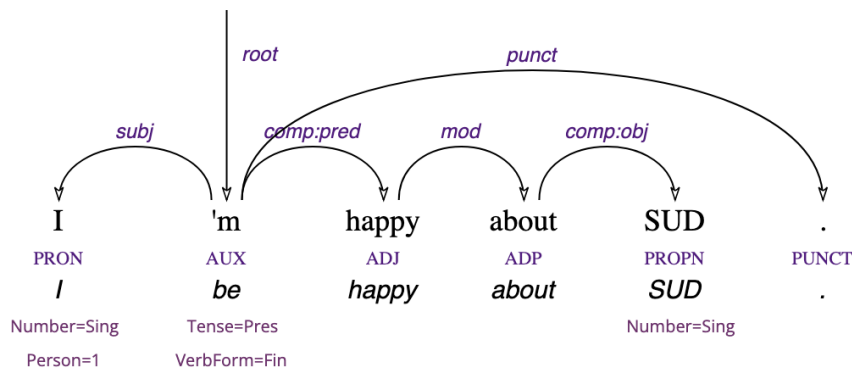 root punct
subj comp:pred mod comp:obj
I 'm happy about SUD .
PRON AUX ADJ ADP PROPN PUNCT
I be happy about SUD .
Number=Sing Tense=Pres Number=Sing
Person=1 VerbForm=Fin